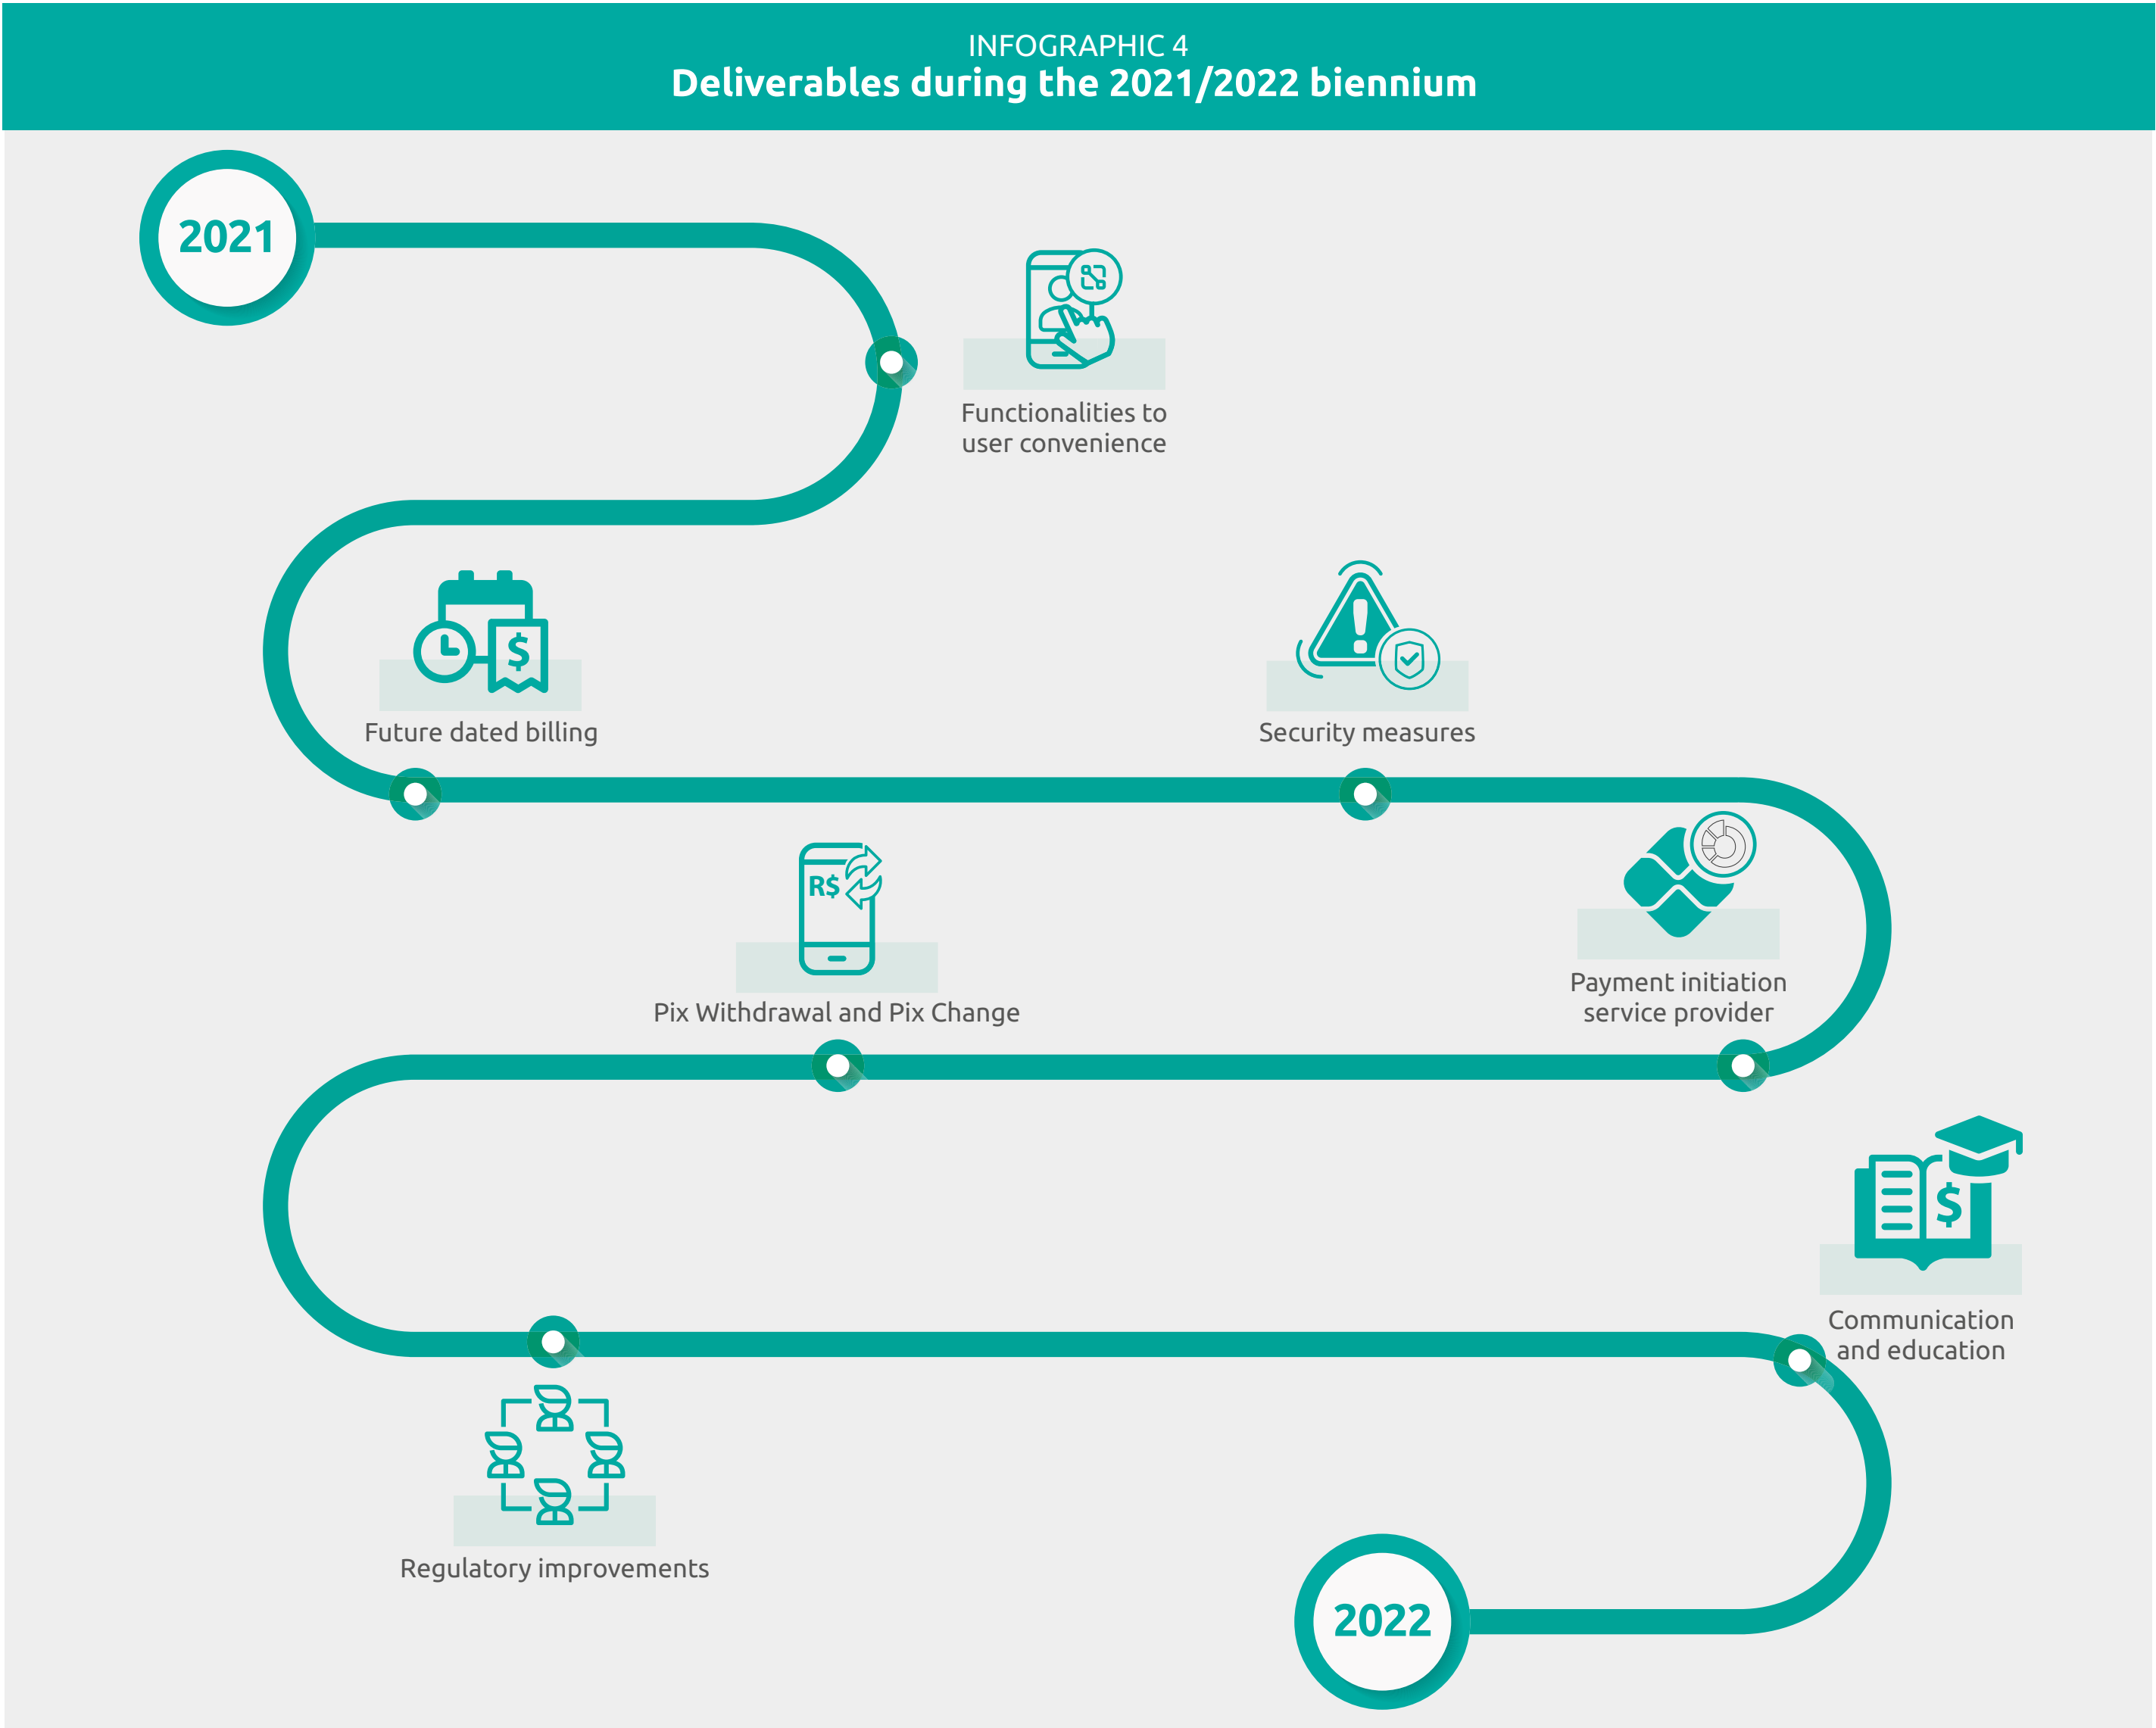 INFOGRAPHIC 4
Deliverables during the 2021/2022 biennium
2021
Functionalities to
user convenience
$
Future dated billing
Security measures
R$
Pix Withdrawal and Pix Change
Payment initiation
service provider
$
Communication
and education
Regulatory improvements
2022